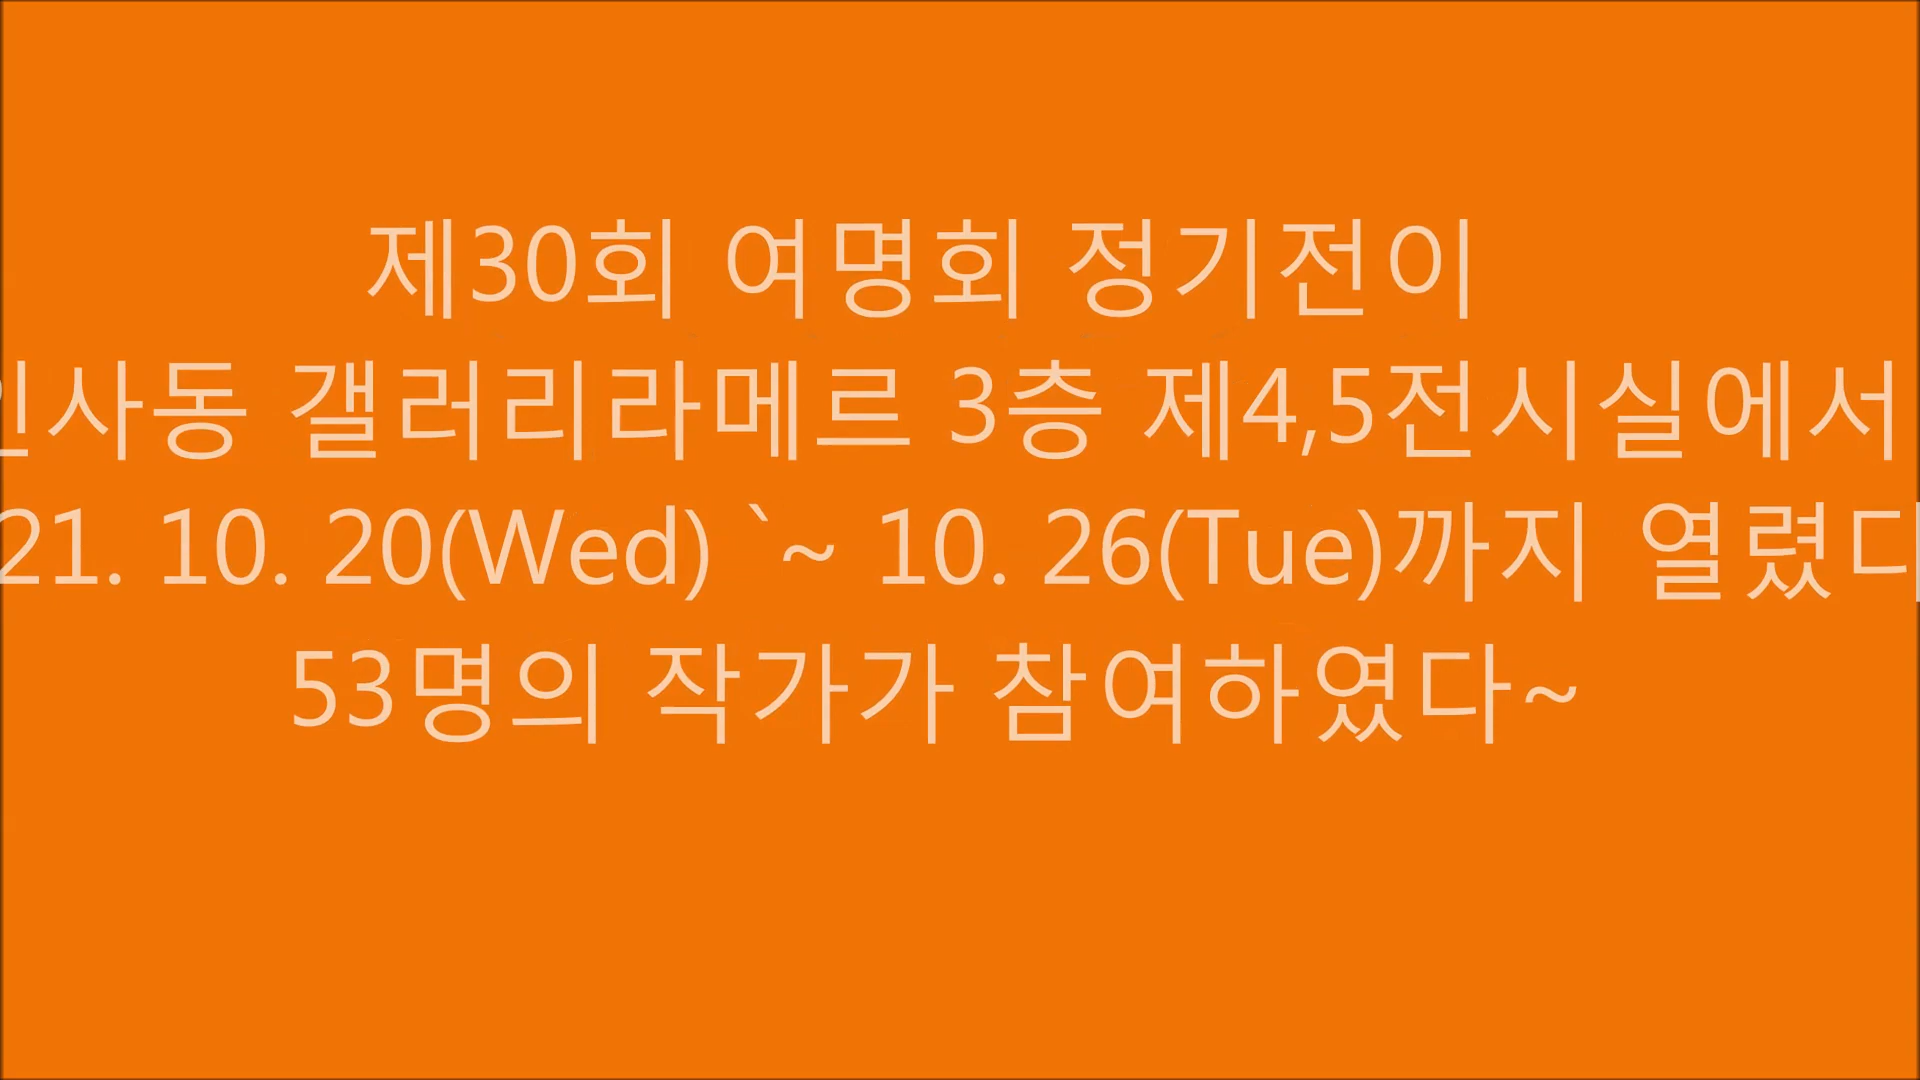 제30회 여명회 정기전이
인사동 갤러리라메르 3층 제4,5전시실에서
21. 10. 20(Wed) `~ 10. 26(Tue)까지 열렸다
53명의 작가가 참여하였다~